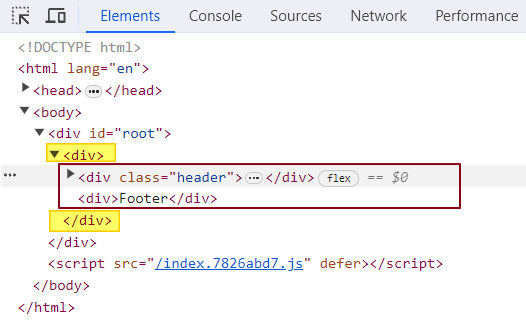 Elements Console Sources Network Performance
<!DOCTYPE html>
<html lang="en">
<head> … </head>
<body>
<div id="root">
<div>
… <div class="header"> … </div> flex == $0
<div>Footer</div>
</div>
</div>
<script src="/index.7826abd7.js" defer></script>
</body>
</html>